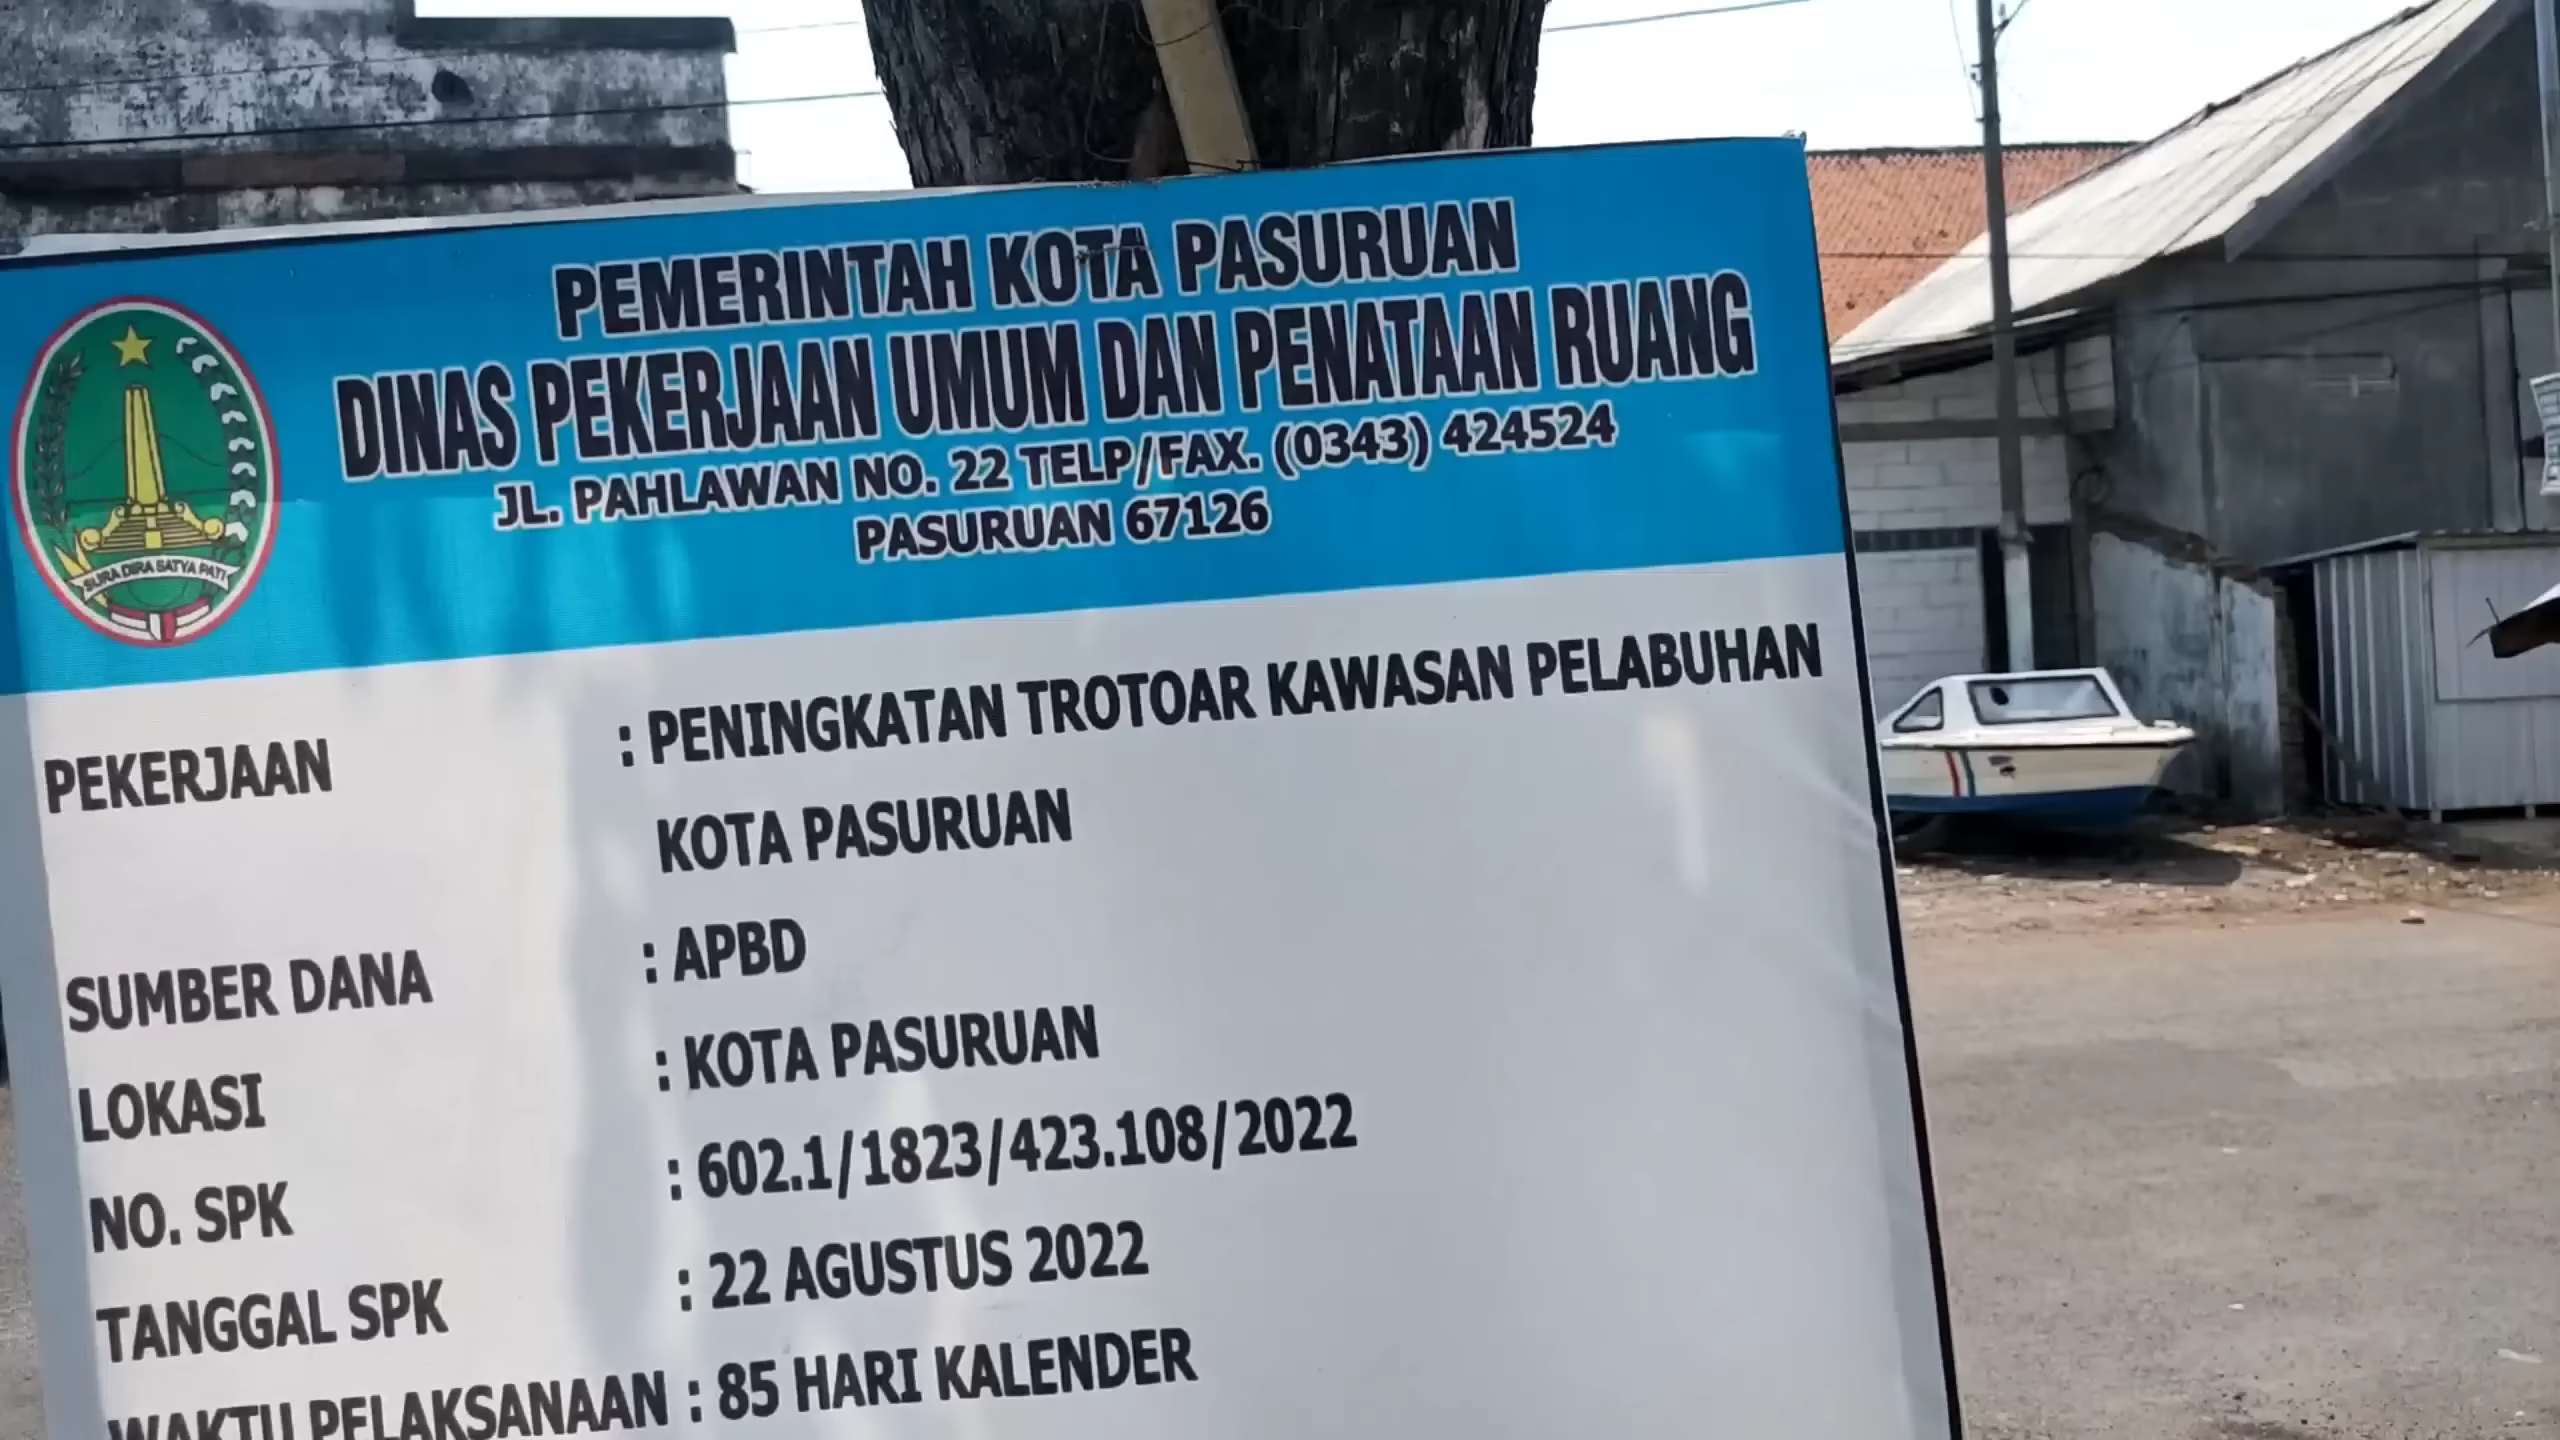 PEMERINTAH KOTA PASURUAN
DINAS PEKERJAAN UMUM DAN PENATAAN RUANG
JL. PAHLAWAN NO. 22 TELP/FAX. (0343) 424524
PASURUAN 67126
SURA DIRA SATYA PATI
PEKERJAAN : PENINGKATAN TROTOAR KAWASAN PELABUHAN
KOTA PASURUAN
SUMBER DANA : APBD
LOKASI : KOTA PASURUAN
NO. SPK : 602.1/1823/423.108/2022
TANGGAL SPK : 22 AGUSTUS 2022
WAKTU PELAKSANAAN : 85 HARI KALENDER